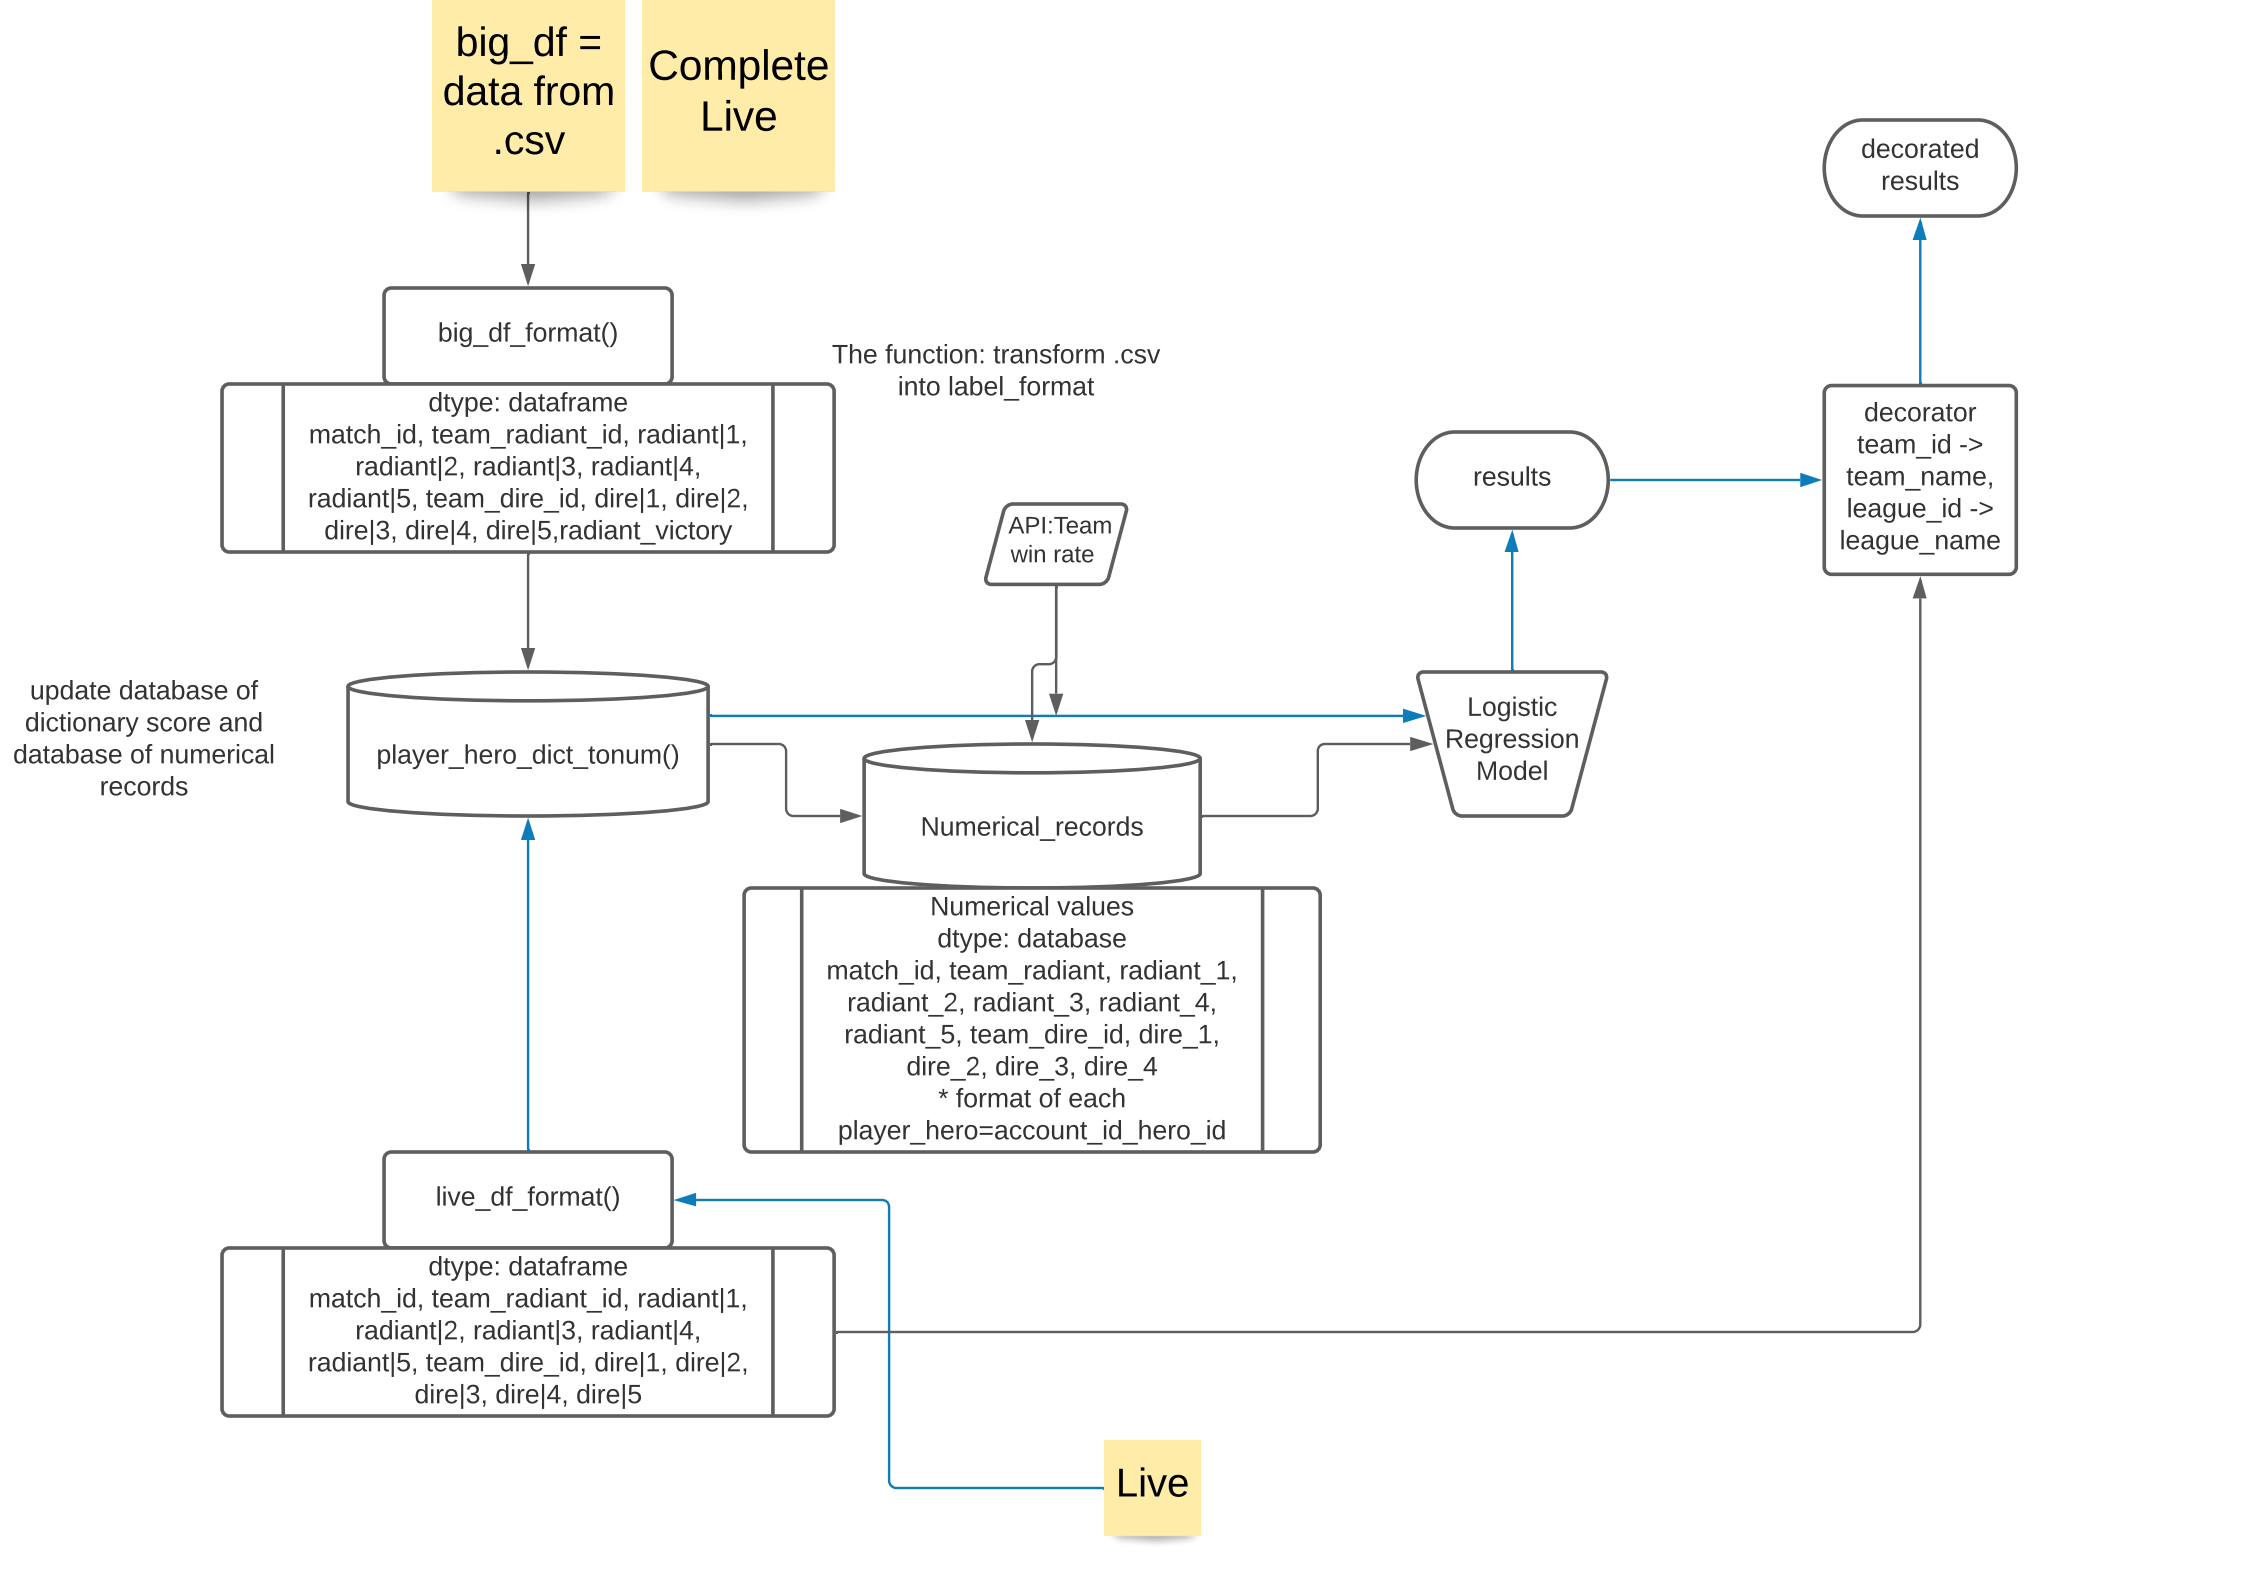 big_df =
data from
.csv
Complete
Live
big_df_format()
dtype: dataframe
match_id, team_radiant_id, radiant|1,
radiant|2, radiant|3, radiant|4,
radiant|5, team_dire_id, dire|1, dire|2,
dire|3, dire|4, dire|5,radiant_victory
The function: transform .csv
into label_format
decorated
results
decorator
team_id ->
team_name,
league_id ->
league_name
results
API:Team
win rate
update database of
dictionary score and
database of numerical
records
player_hero_dict_tonum()
Logistic
Regression
Model
Numerical_records
Numerical values
dtype: database
match_id, team_radiant, radiant_1,
radiant_2, radiant_3, radiant_4,
radiant_5, team_dire_id, dire_1,
dire_2, dire_3, dire_4
* format of each
player_hero=account_id_hero_id
live_df_format()
dtype: dataframe
match_id, team_radiant_id, radiant|1,
radiant|2, radiant|3, radiant|4,
radiant|5, team_dire_id, dire|1, dire|2,
dire|3, dire|4, dire|5
Live